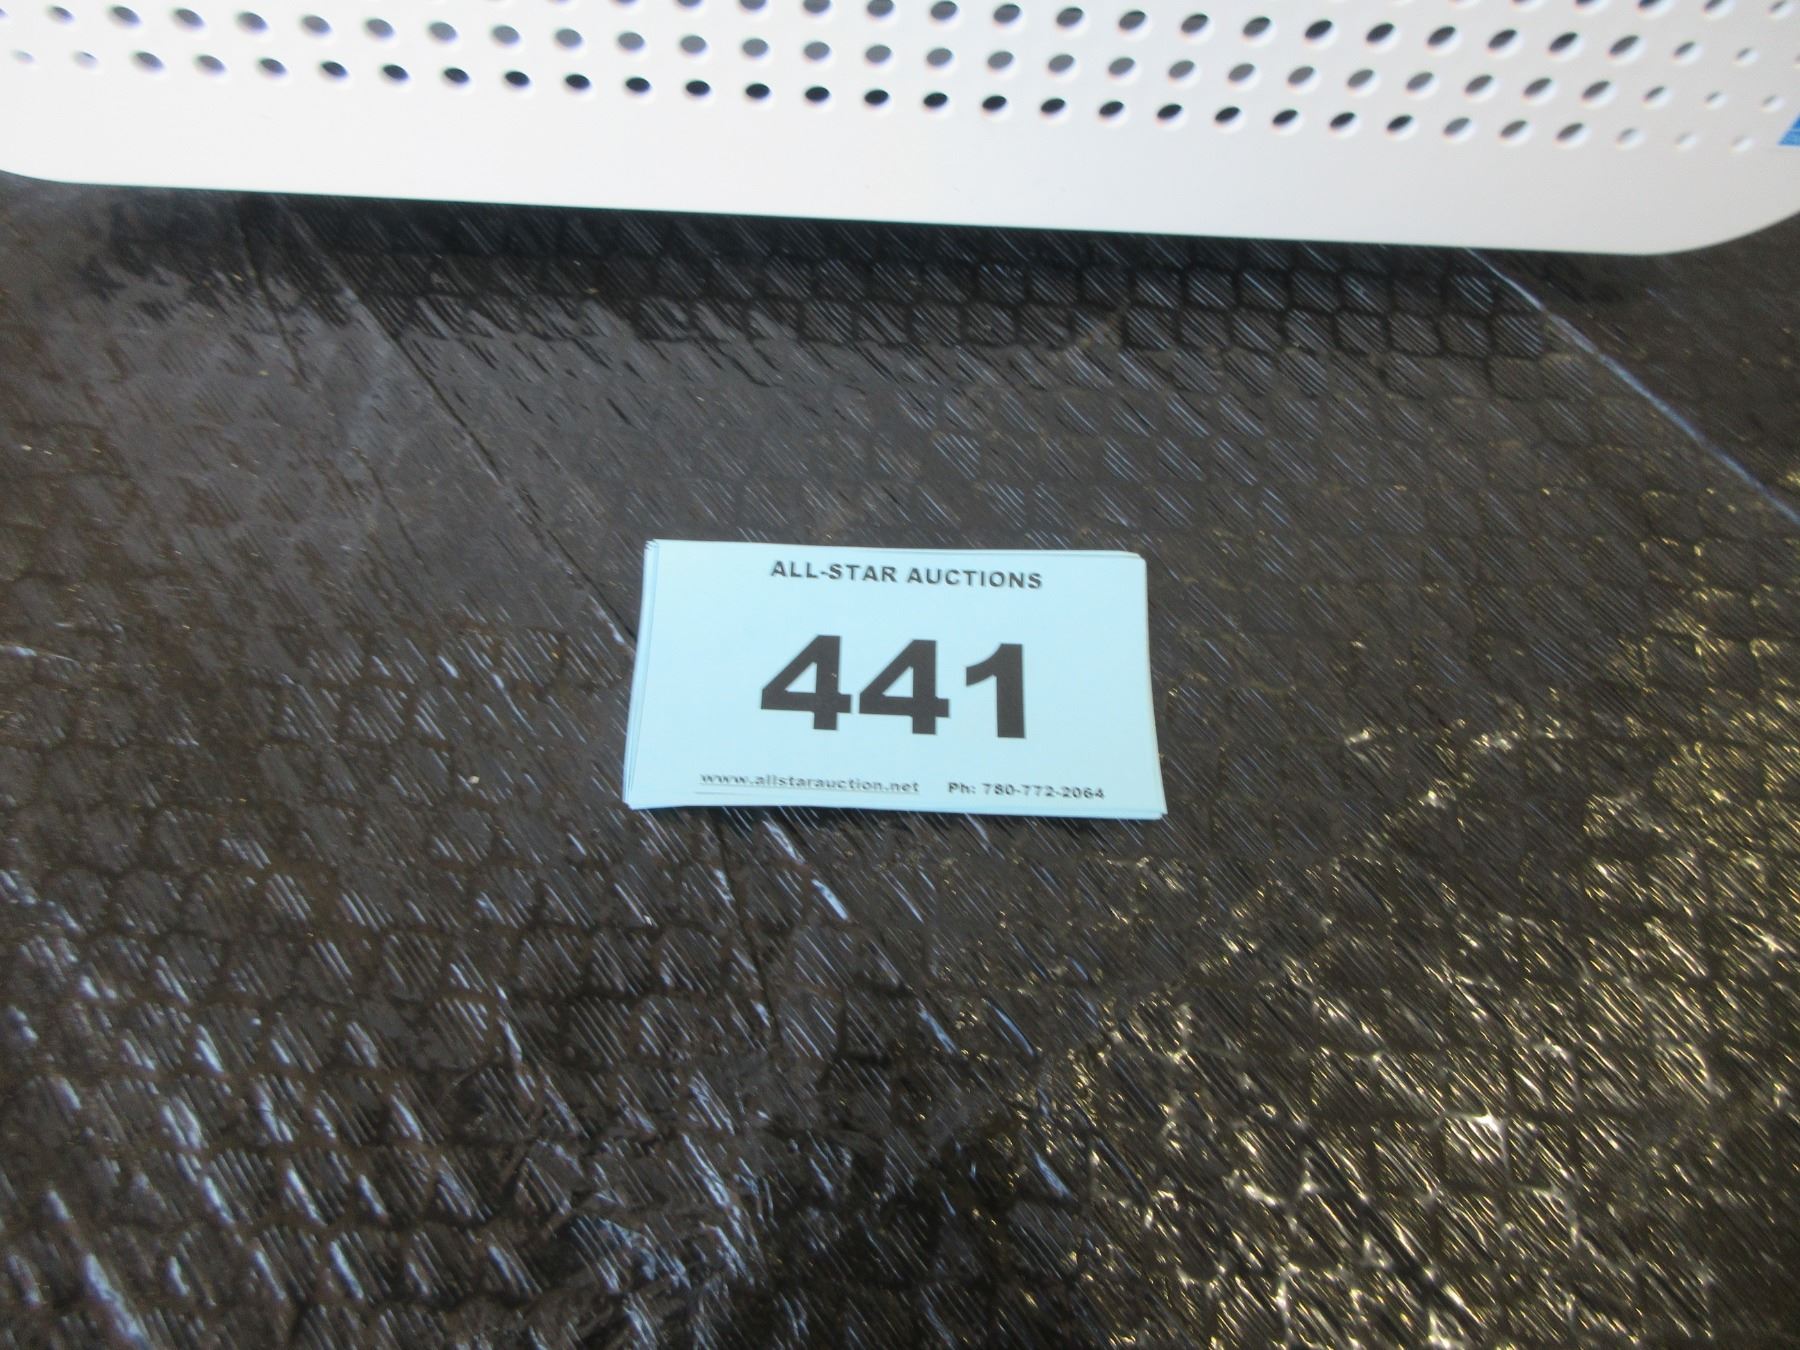 ALL-STAR AUCTIONS
441
www.allstarauction.net Ph: 780-772-2064